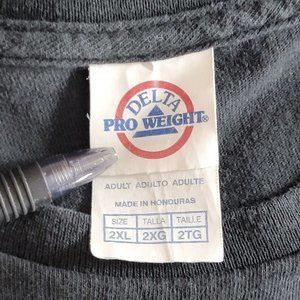 DELTA
PRO WEIGHT®
ADULT ADULTO ADULTE
MADE IN HONDURAS
SIZE TALLA TAILLE
2XL 2XG 2TG